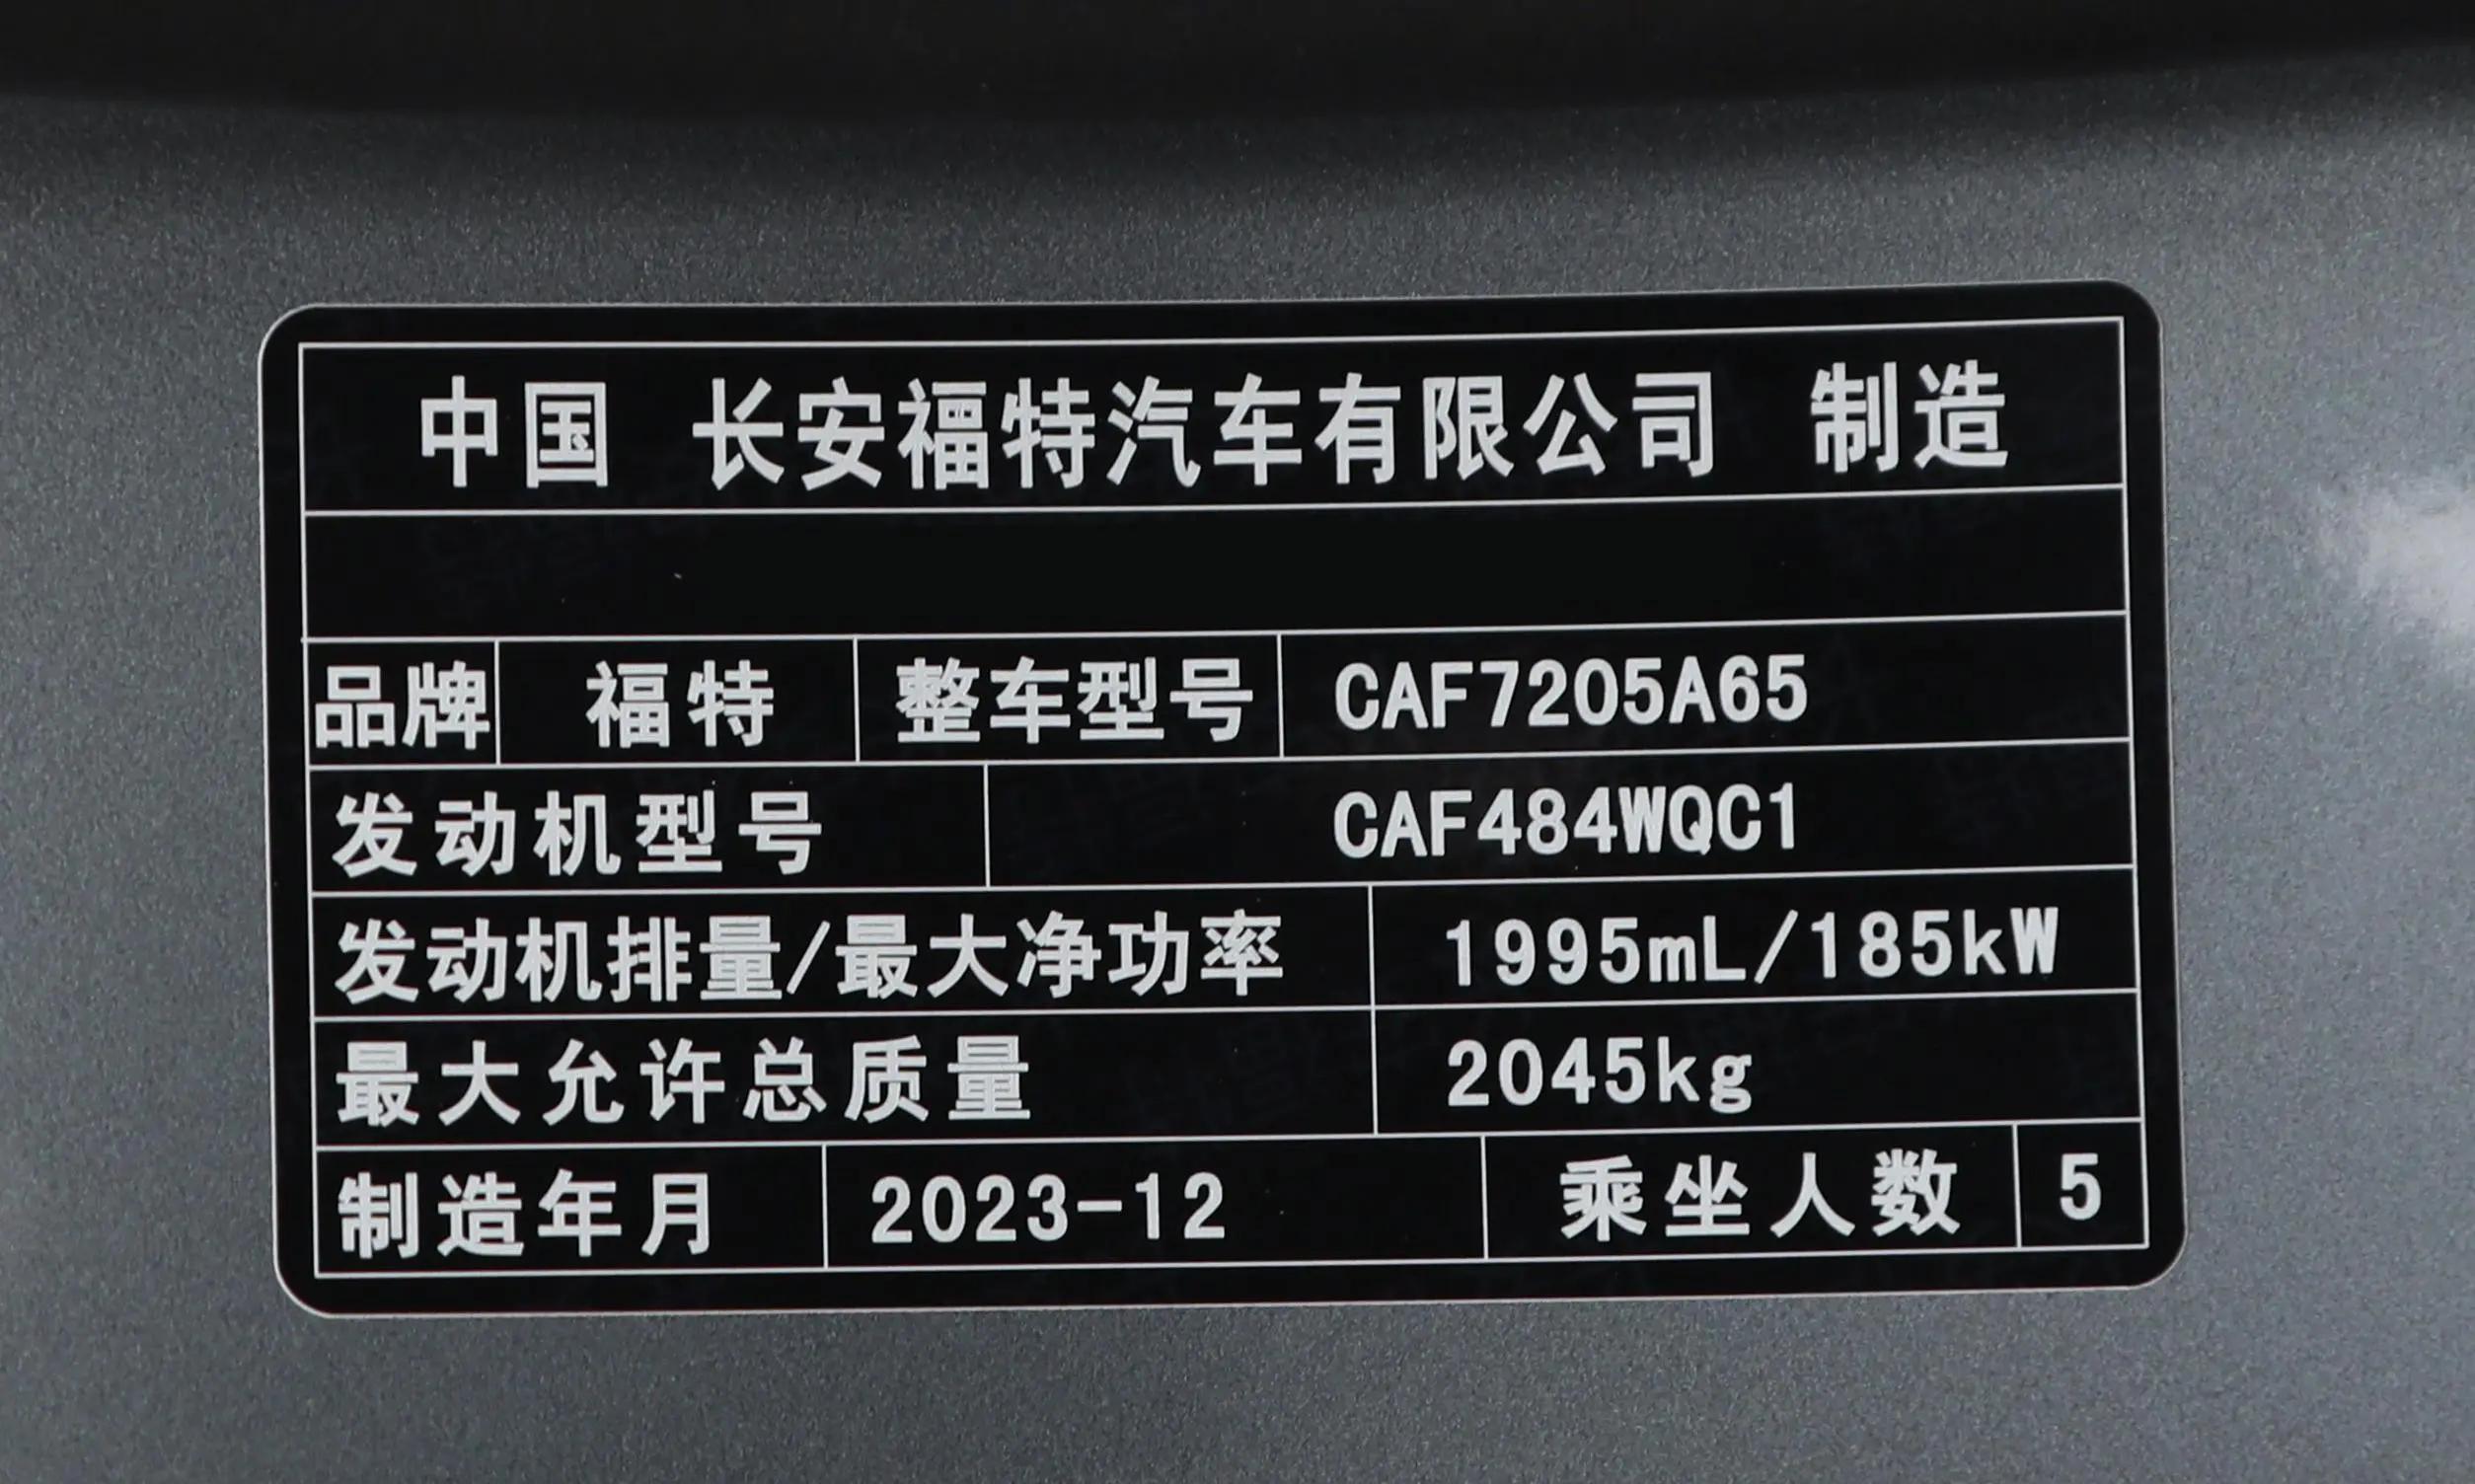 中国 长安福特汽车有限公司 制造
品牌 福特 整车型号 CAF7205A65
发动机型号 CAF484WQC1
发动机排量/最大净功率 1995mL/185kW
最大允许总质量 2045kg
制造年月 2023-12 乘坐人数 5